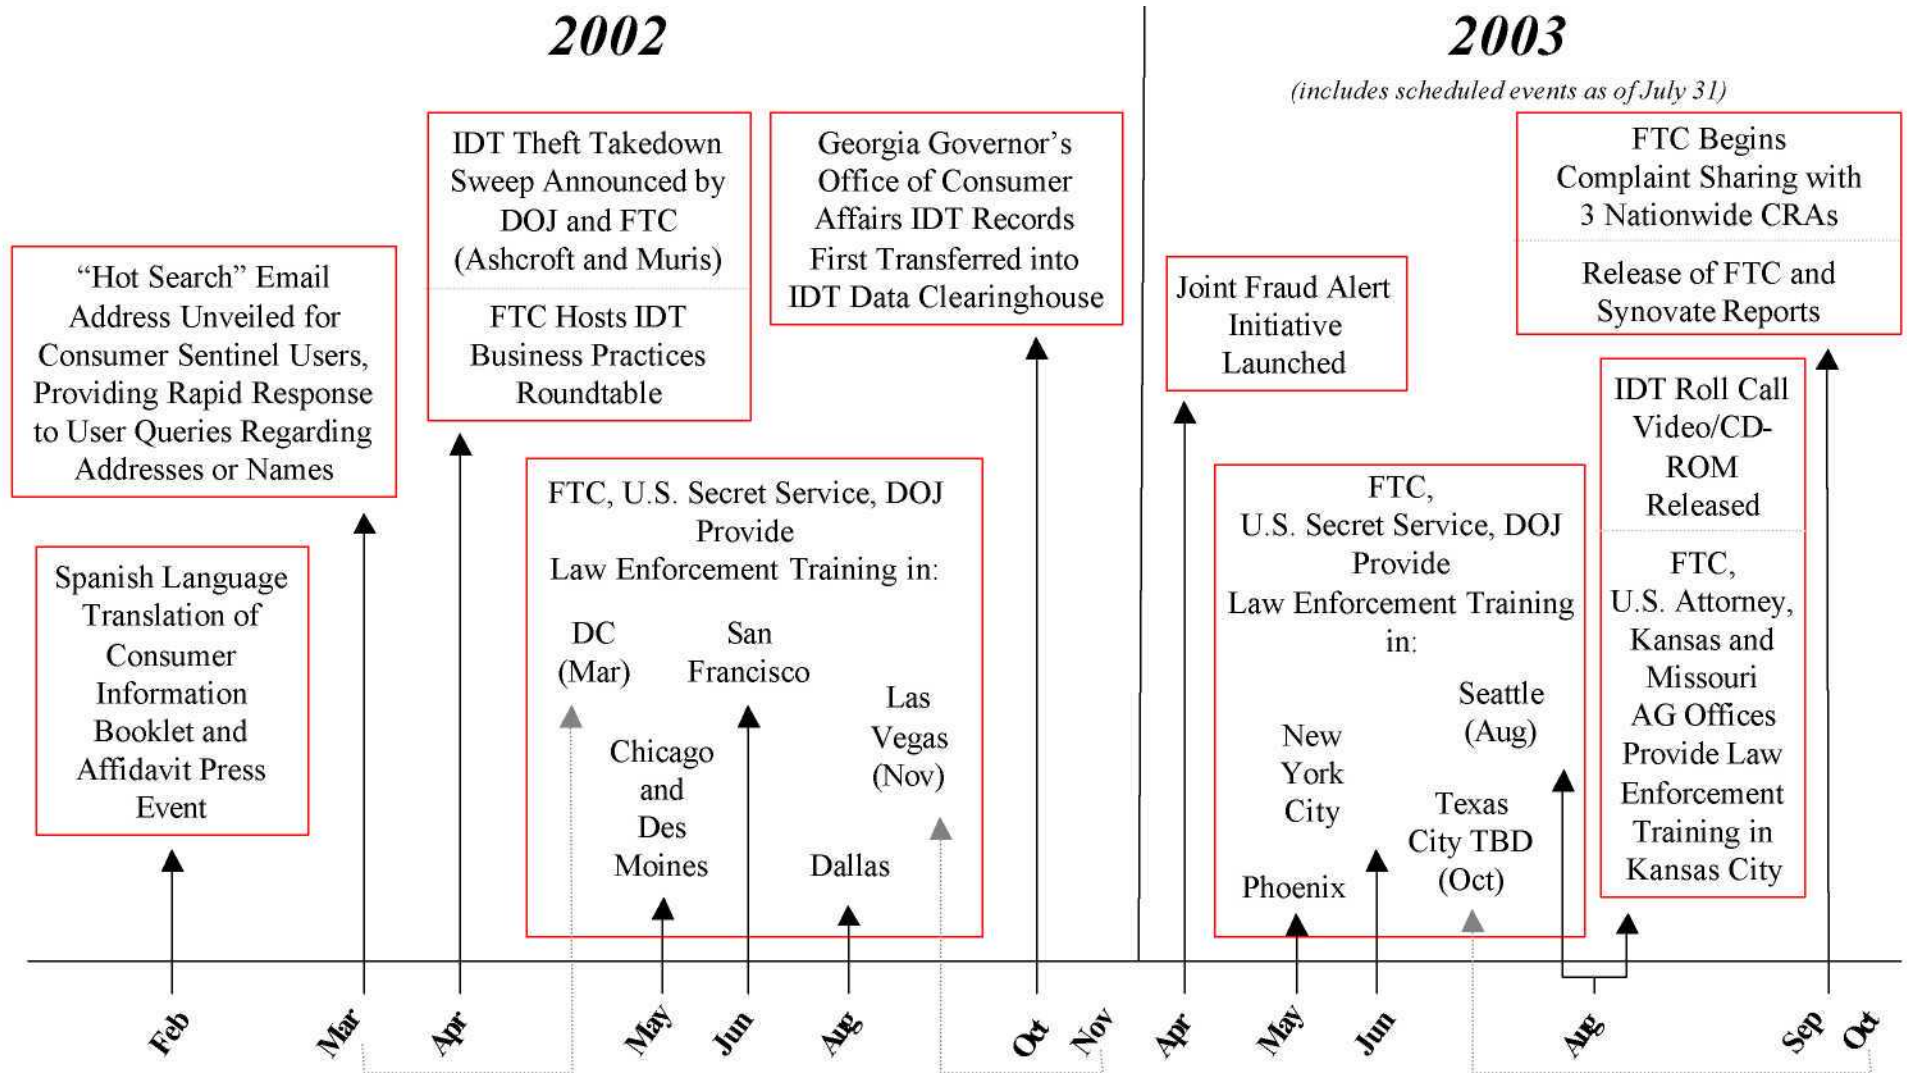 2002
2003
(includes scheduled events as of July 31)
“Hot Search” Email
Address Unveiled for
Consumer Sentinel Users,
Providing Rapid Response
to User Queries Regarding
Addresses or Names
Spanish Language
Translation of
Consumer
Information
Booklet and
Affidavit Press
Event
IDT Theft Takedown
Sweep Announced by
DOJ and FTC
(Ashcroft and Muris)
FTC Hosts IDT
Business Practices
Roundtable
Georgia Governor’s
Office of Consumer
Affairs IDT Records
First Transferred into
IDT Data Clearinghouse
FTC, U.S. Secret Service, DOJ
Provide
Law Enforcement Training in:
DC
(Mar)
Chicago
and
Des
Moines
San
Francisco
Dallas
Las
Vegas
(Nov)
Joint Fraud Alert
Initiative
Launched
FTC,
U.S. Secret Service, DOJ
Provide
Law Enforcement Training
in:
Phoenix
New
York
City
Texas
City TBD
(Oct)
Seattle
(Aug)
FTC Begins
Complaint Sharing with
3 Nationwide CRAs
Release of FTC and
Synovate Reports
IDT Roll Call
Video/CD-
ROM
Released
FTC,
U.S. Attorney,
Kansas and
Missouri
AG Offices
Provide Law
Enforcement
Training in
Kansas City
Feb
Mar
Apr
May
Jun
Aug
Oct
Nov
Apr
May
Jun
Aug
Sep
Oct